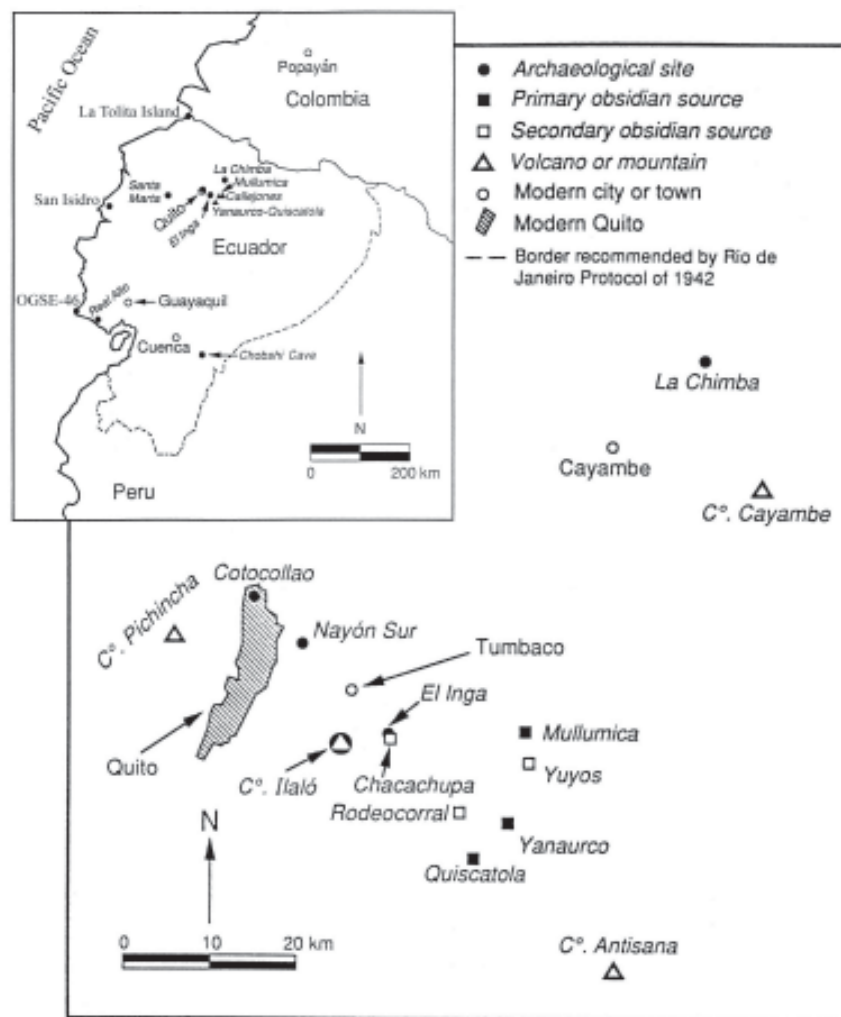 Pacific Ocean
Popayán
Colombia
La Tolita Island
La Chimba
Mullumica
Callejones
Yanaurco-Quiscatola
Santa
Marta
Quito
El Inga
San Isidro
Ecuador
OGSE-46
Real Alto
Guayaquil
Cuenca
Chobshi Cave
N
0
200 km
Peru
Archaeological site
Primary obsidian source
Secondary obsidian source
Volcano or mountain
Modern city or town
Modern Quito
Border recommended by Rio de
Janeiro Protocol of 1942
La Chimba
Cayambe
C°. Cayambe
Cotocollao
C°. Pichincha
Nayón Sur
Tumbaco
El Inga
Mullumica
Quito
C°. Ilaló
Chacachupa
Yuyos
Rodeocorral
Yanaurco
Quiscatola
N
0
10
20 km
C°. Antisana